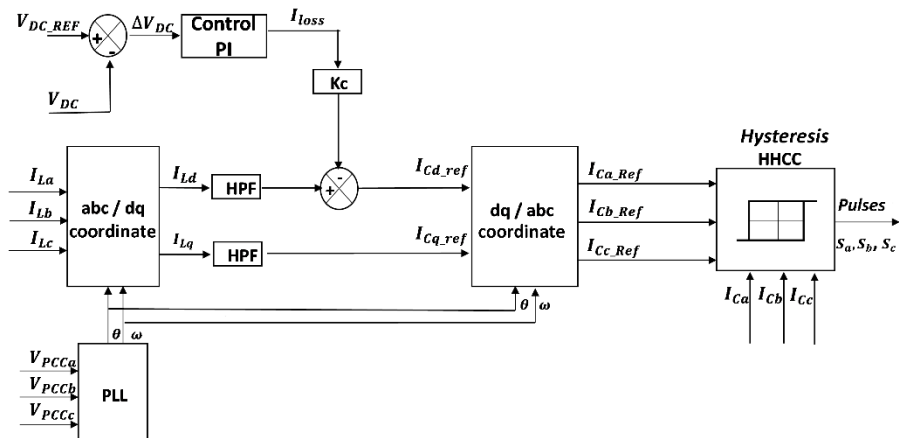 V_DC_REF
+
-
ΔV_DC
Control
PI
I_loss
V_DC
Kc
Hysteresis
HHCC
I_La
I_Lb
I_Lc
abc / dq
coordinate
I_Ld
HPF
+
-
I_Cd_ref
I_Lq
HPF
I_Cq_ref
dq / abc
coordinate
I_Ca_Ref
I_Cb_Ref
I_Cc_Ref
Pulses
S_a, S_b, S_c
I_Ca
I_Cb
I_Cc
θ ω
θ ω
V_PCCa
V_PCCb
V_PCCc
PLL